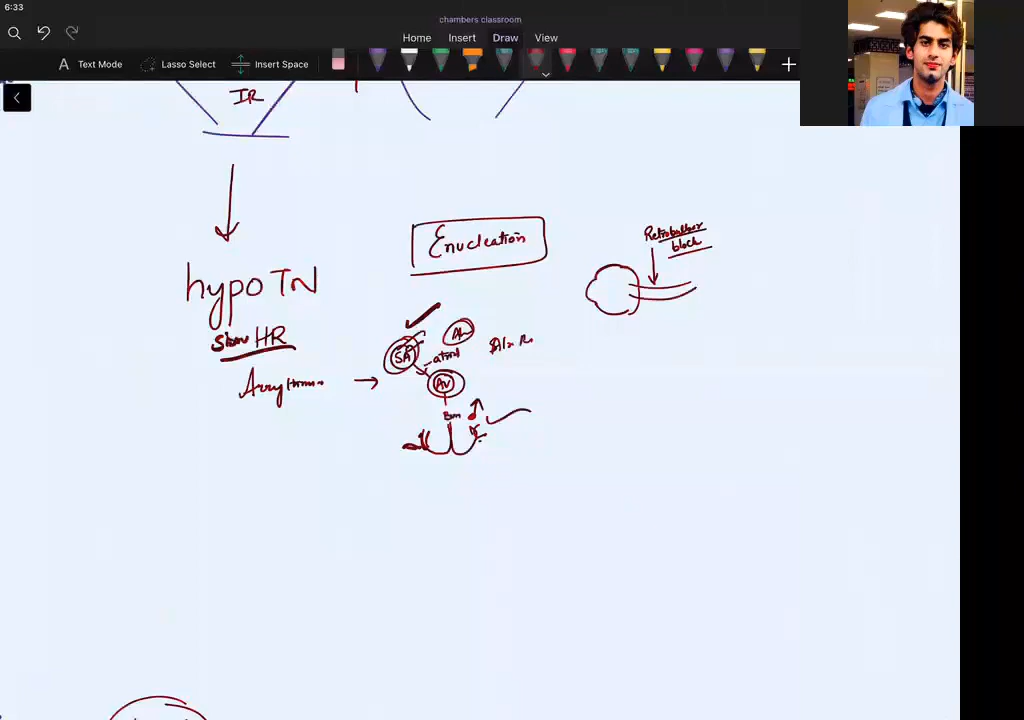 6:33
chambers classroom
Home Insert Draw View
A Text Mode Lasso Select Insert Space
IR
Enucleation
Retrobulbar
block
hypoTN
Slow HR
SA
AV